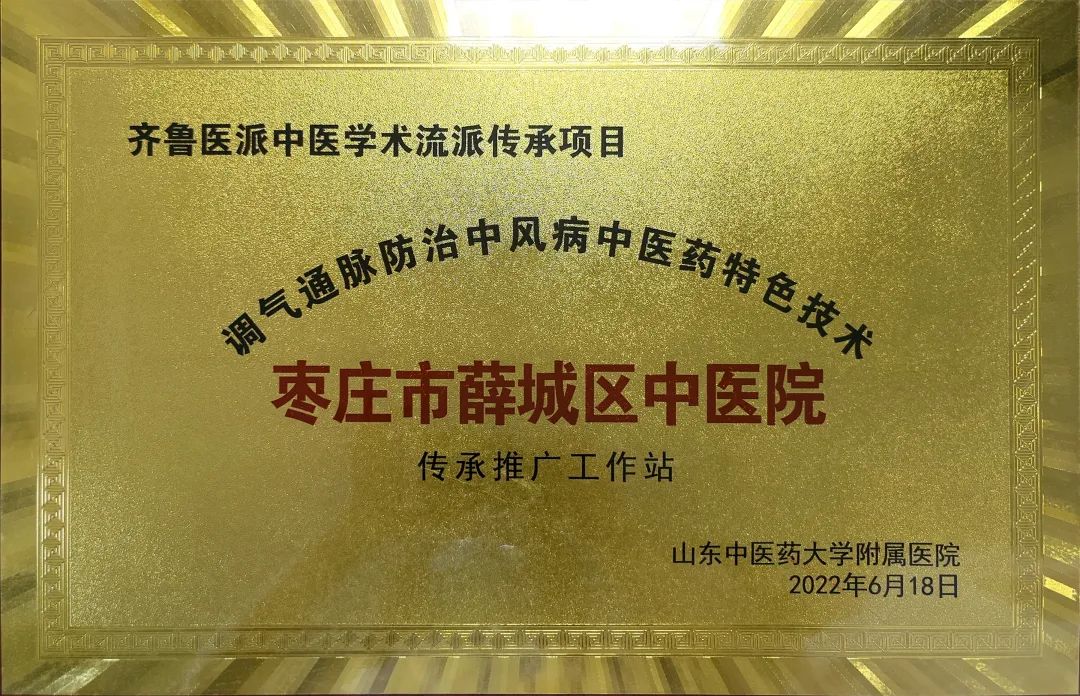 齐鲁医派中医学术流派传承项目
调气通脉防治中风病中医药特色技术
枣庄市薛城区中医院
传承推广工作站
山东中医药大学附属医院
2022年6月18日